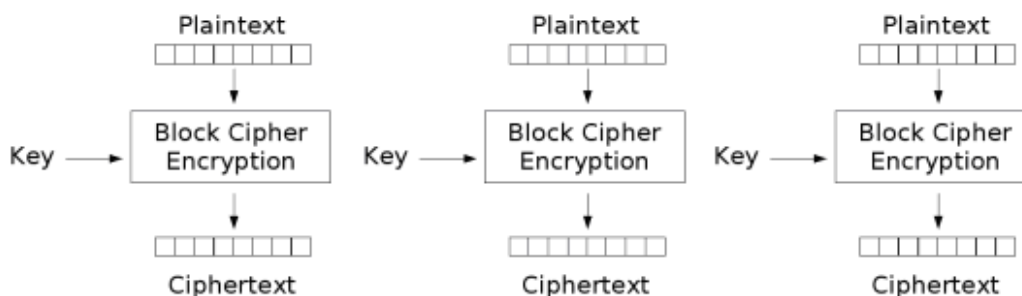 Plaintext Plaintext Plaintext
Key Block Cipher Encryption Key Block Cipher Encryption Key Block Cipher Encryption
Ciphertext Ciphertext Ciphertext